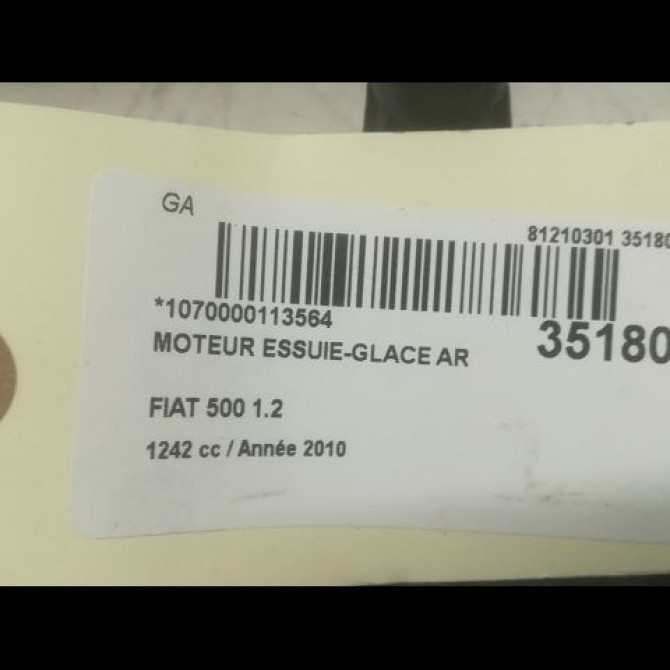 GA
81210301 35180
*1070000113564
35180
MOTEUR ESSUIE-GLACE AR
FIAT 500 1.2
1242 cc / Année 2010